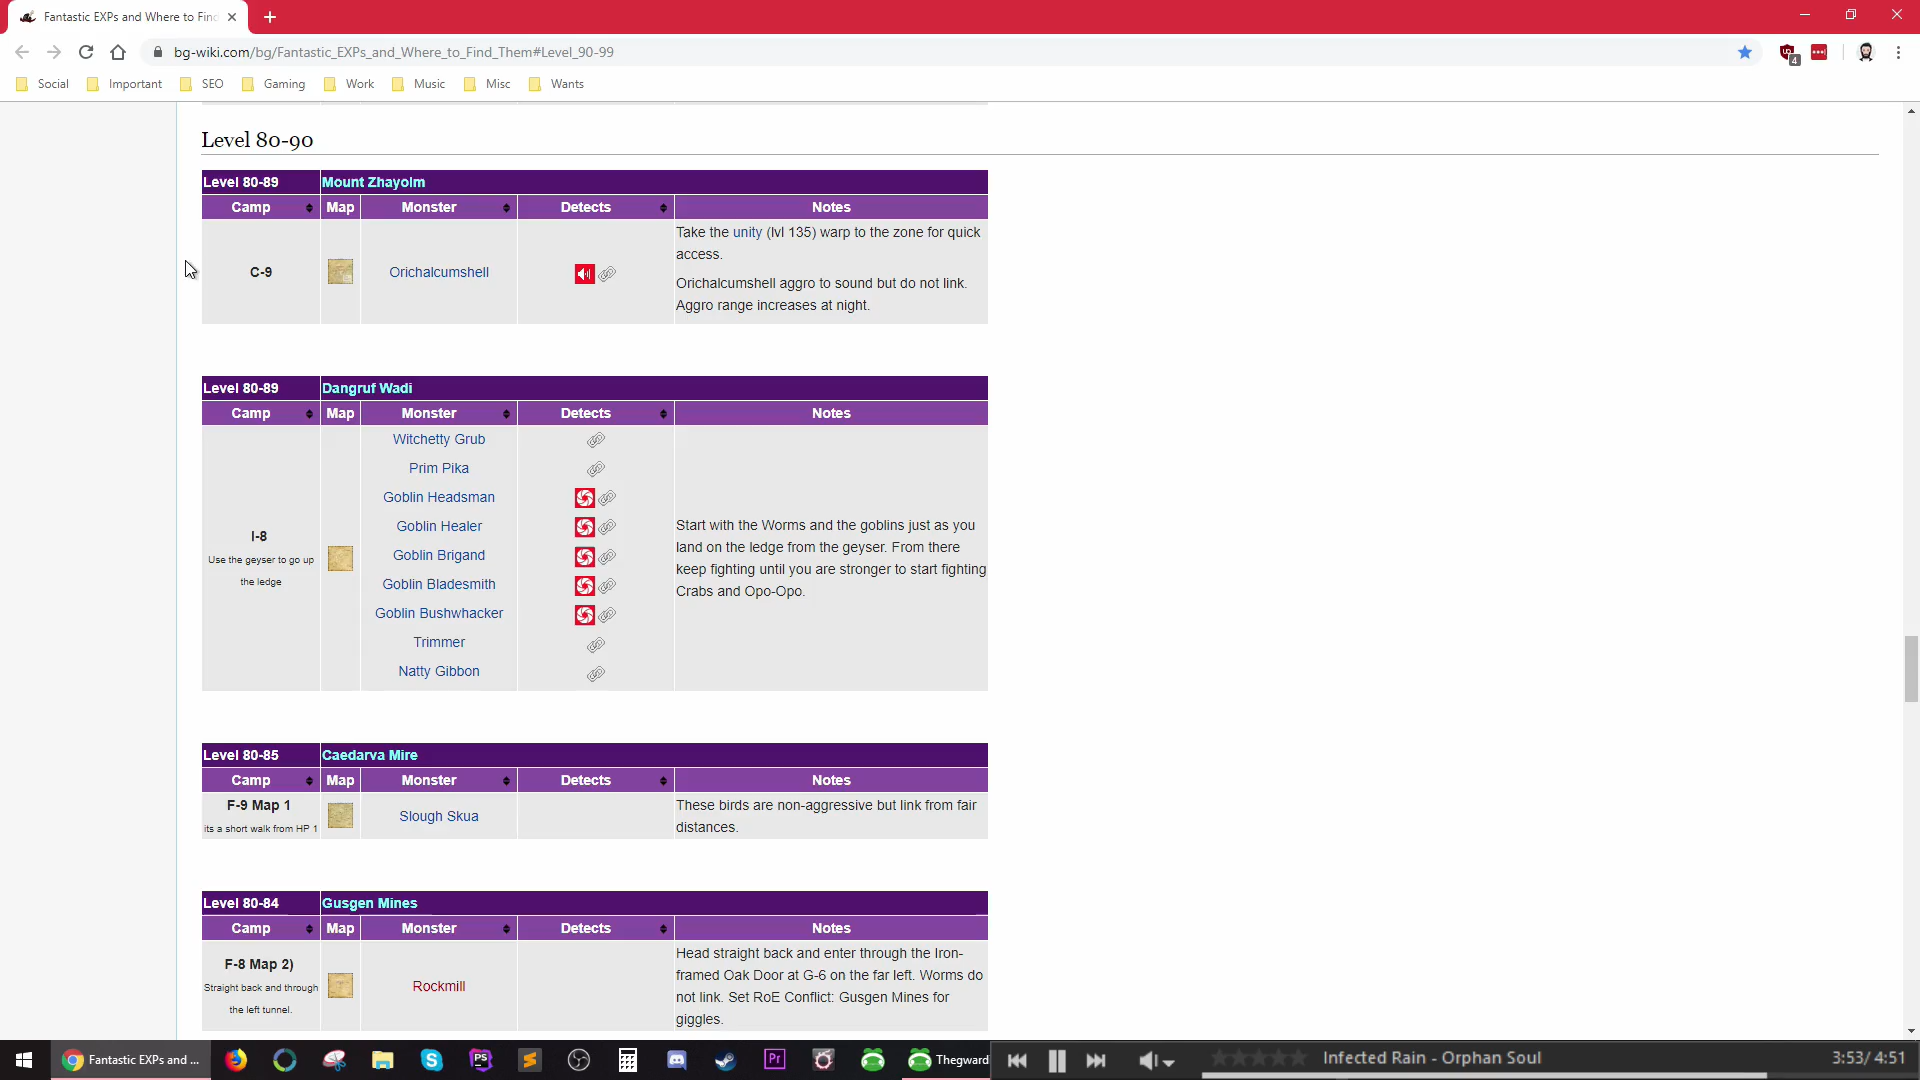 Fantastic EXPs and Where to Find
bg-wiki.com/bg/Fantastic_EXPs_and_Where_to_Find_Them#Level_90-99
4
Social Important SEO Gaming Work Music Misc Wants
Level 80-90
Level 80-89 Mount Zhayolm
Camp Map Monster Detects Notes
C-9 Orichalcumshell
Take the unity (lvl 135) warp to the zone for quick
access.
Orichalcumshell aggro to sound but do not link.
Aggro range increases at night.
Level 80-89 Dangruf Wadi
Camp Map Monster Detects Notes
I-8
Use the geyser to go up
the ledge
Witchetty Grub
Prim Pika
Goblin Headsman
Goblin Healer
Goblin Brigand
Goblin Bladesmith
Goblin Bushwhacker
Trimmer
Natty Gibbon
Start with the Worms and the goblins just as you
land on the ledge from the geyser. From there
keep fighting until you are stronger to start fighting
Crabs and Opo-Opo.
Level 80-85 Caedarva Mire
Camp Map Monster Detects Notes
F-9 Map 1
its a short walk from HP 1
Slough Skua
These birds are non-aggressive but link from fair
distances.
Level 80-84 Gusgen Mines
Camp Map Monster Detects Notes
F-8 Map 2)
Straight back and through
the left tunnel.
Rockmill
Head straight back and enter through the Iron-
framed Oak Door at G-6 on the far left. Worms do
not link. Set RoE Conflict: Gusgen Mines for
giggles.
Fantastic EXPs and ...
PS
Pr
Thegward
Infected Rain - Orphan Soul
3:53/ 4:51